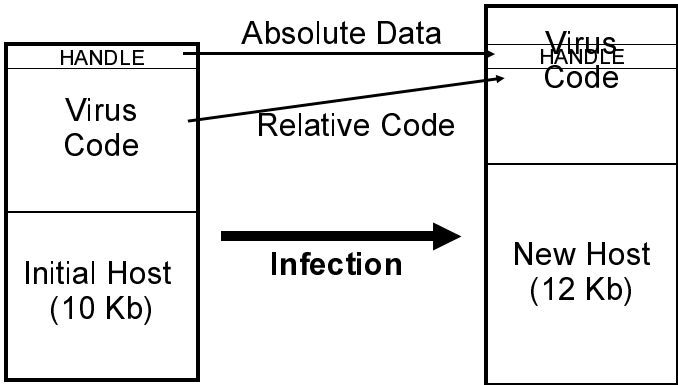 Absolute Data
HANDLE
Virus
Code
Relative Code
Initial Host
(10 Kb)
Infection
Virus
HANDLE
Code
New Host
(12 Kb)